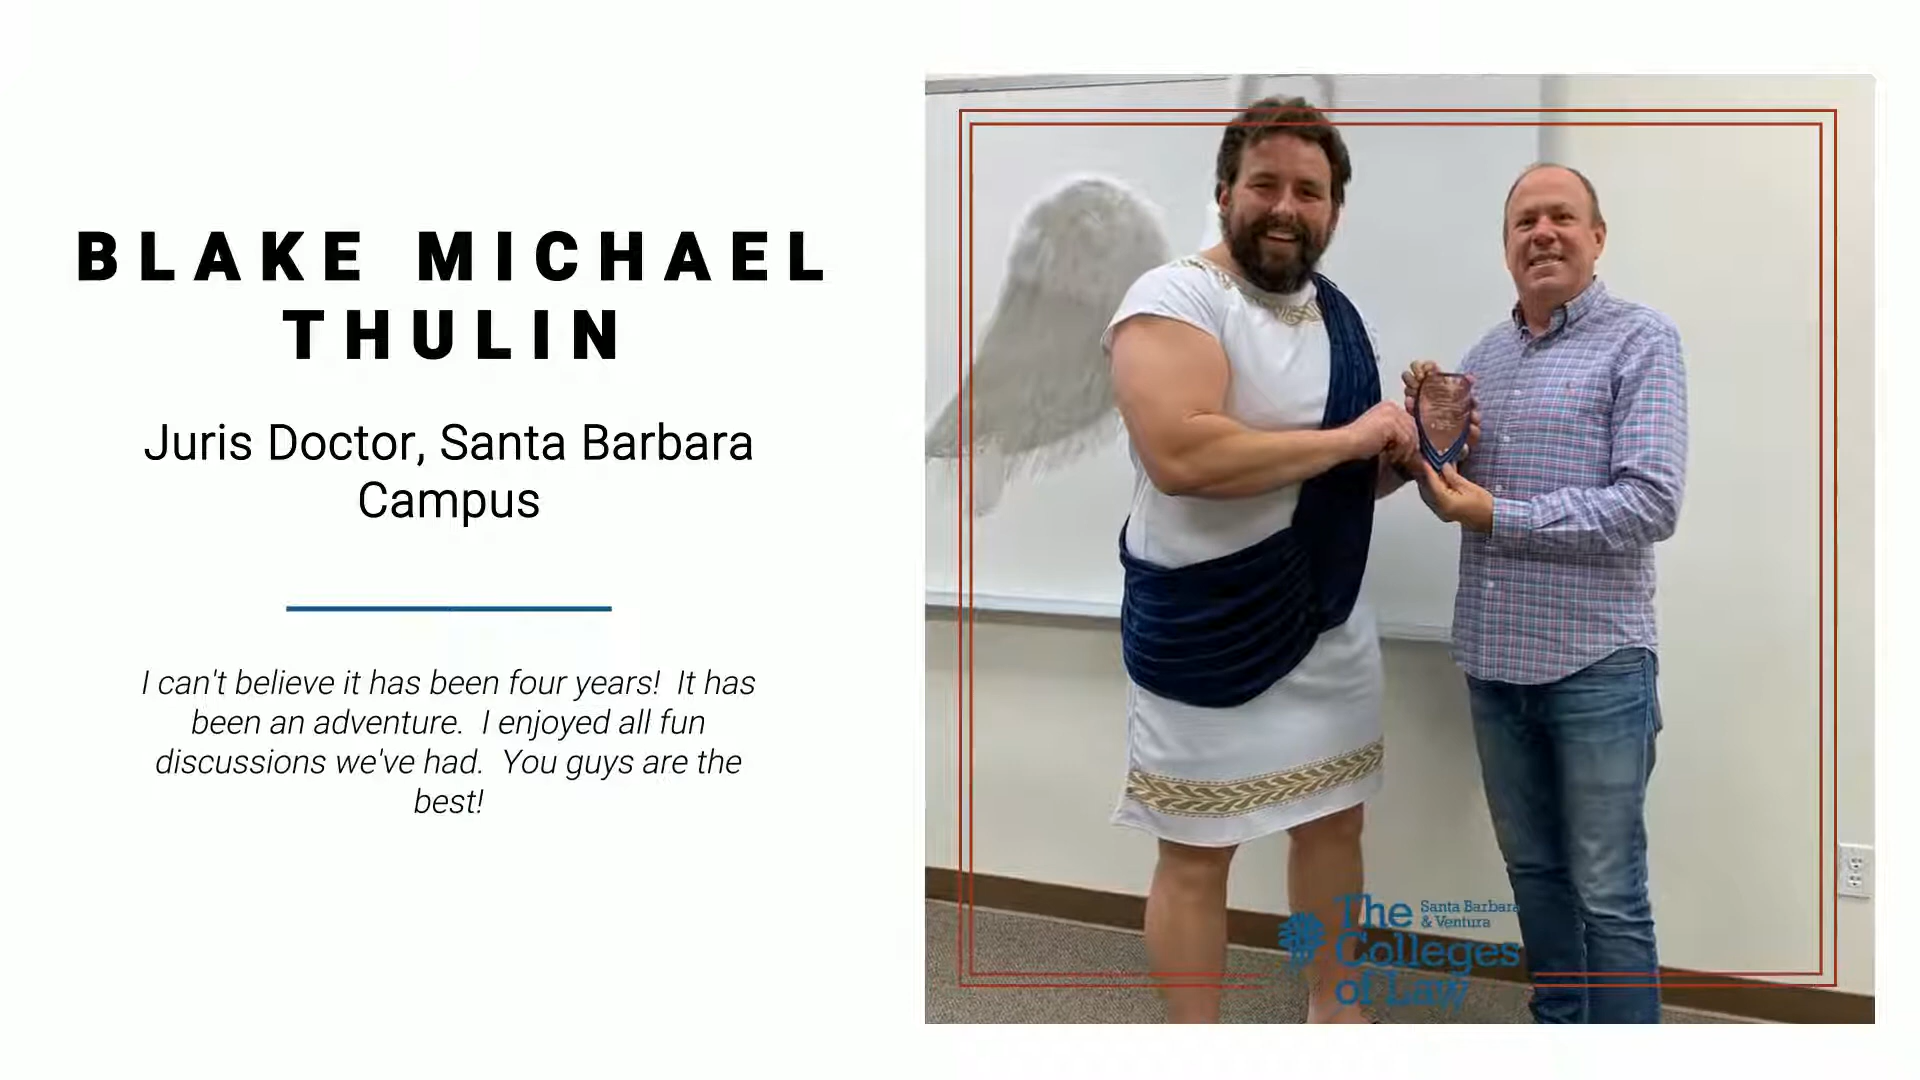 BLAKE MICHAEL
THULIN
Juris Doctor, Santa Barbara
Campus
I can't believe it has been four years!  It has
been an adventure.  I enjoyed all fun
discussions we've had.  You guys are the
best!
The Santa Barbara
& Ventura
Colleges
of Law